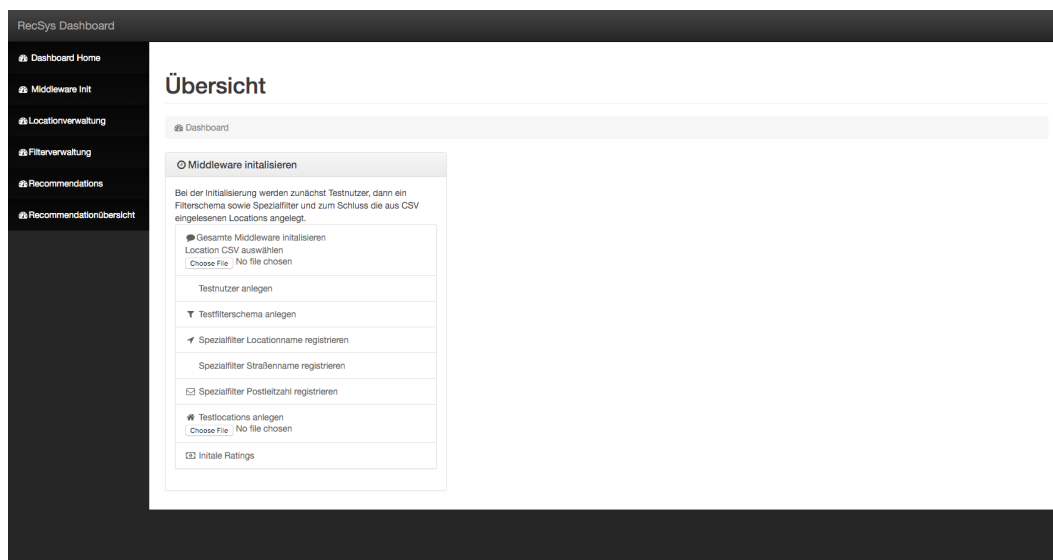 RecSys Dashboard
Dashboard Home
Middleware Init
Locationverwaltung
Filterverwaltung
Recommendations
Recommendationübersicht
Übersicht
Dashboard
Middleware initalisieren
Bei der Initialisierung werden zunächst Testnutzer, dann ein
Filterschema sowie Spezialfilter und zum Schluss die aus CSV
eingelesenen Locations angelegt.
Gesamte Middleware initalisieren
Location CSV auswählen
Choose File No file chosen
Testnutzer anlegen
Testfilterschema anlegen
Spezialfilter Locationname registrieren
Spezialfilter Straßenname registrieren
Spezialfilter Postleitzahl registrieren
Testlocations anlegen
Choose File No file chosen
Initale Ratings